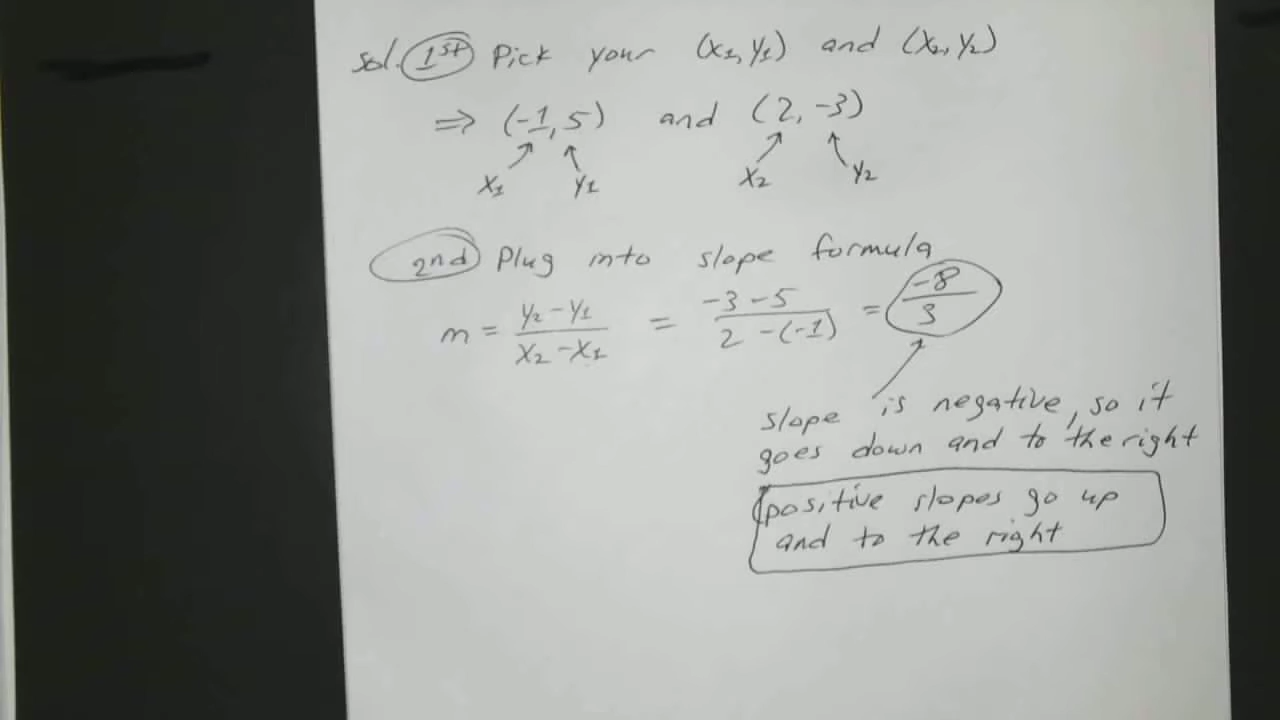 sol. 1st Pick your (x₁, y₁) and (x₂, y₂)
⇒ (-1, 5) and (2, -3)
x₁ y₁ x₂ y₂
2nd Plug into slope formula
m = (y₂ - y₁)/(x₂ - x₁) = (-3 - 5)/(2 - (-1)) = -8/3
slope is negative, so it
goes down and to the right
positive slopes go up
and to the right